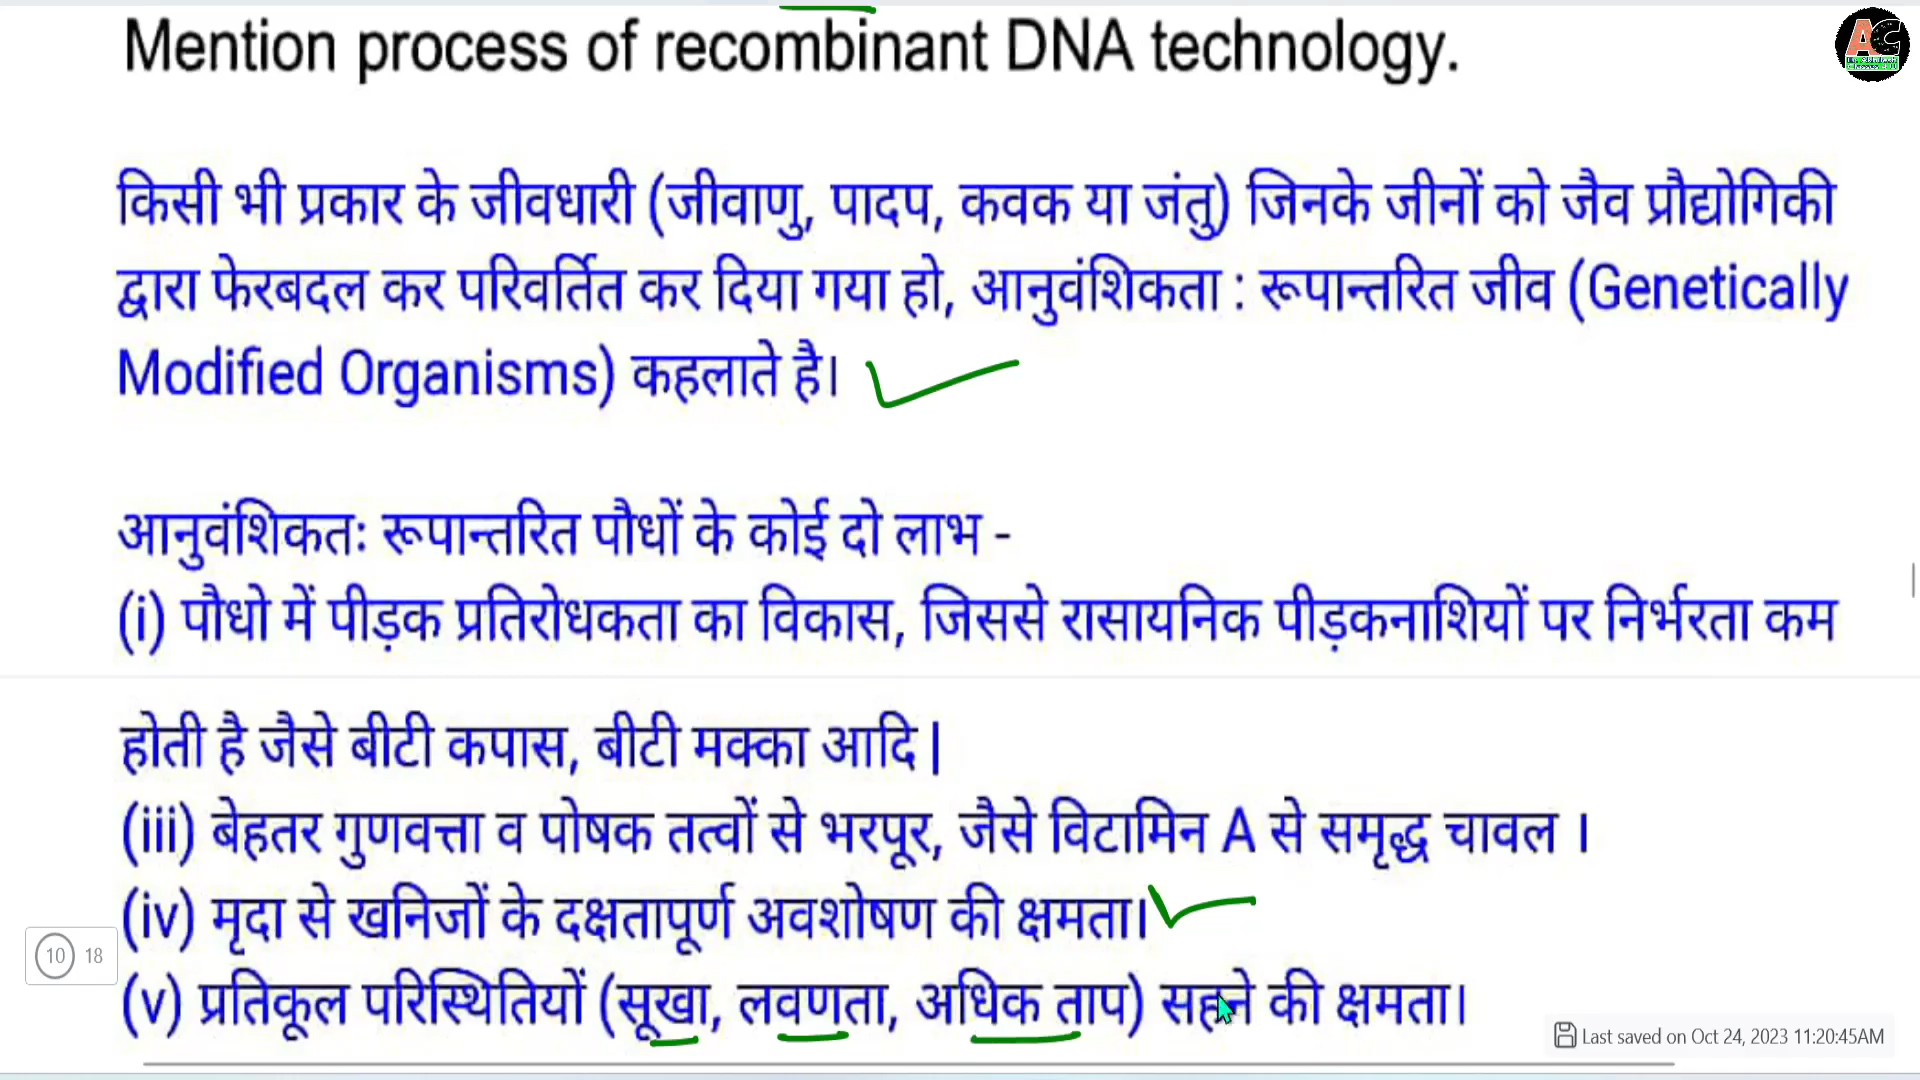 Mention process of recombinant DNA technology.
AC
किसी भी प्रकार के जीवधारी (जीवाणु, पादप, कवक या जंतु) जिनके जीनों को जैव प्रौद्योगिकी
द्वारा फेरबदल कर परिवर्तित कर दिया गया हो, आनुवंशिकता : रूपान्तरित जीव (Genetically
Modified Organisms) कहलाते है।
आनुवंशिकतः रूपान्तरित पौधों के कोई दो लाभ -
(i) पौधो में पीड़क प्रतिरोधकता का विकास, जिससे रासायनिक पीड़कनाशियों पर निर्भरता कम
होती है जैसे बीटी कपास, बीटी मक्का आदि |
(iii) बेहतर गुणवत्ता व पोषक तत्वों से भरपूर, जैसे विटामिन A से समृद्ध चावल ।
(iv) मृदा से खनिजों के दक्षतापूर्ण अवशोषण की क्षमता।
10 18
(v) प्रतिकूल परिस्थितियों (सूखा, लवणता, अधिक ताप) सहने की क्षमता।
Last saved on Oct 24, 2023 11:20:45AM